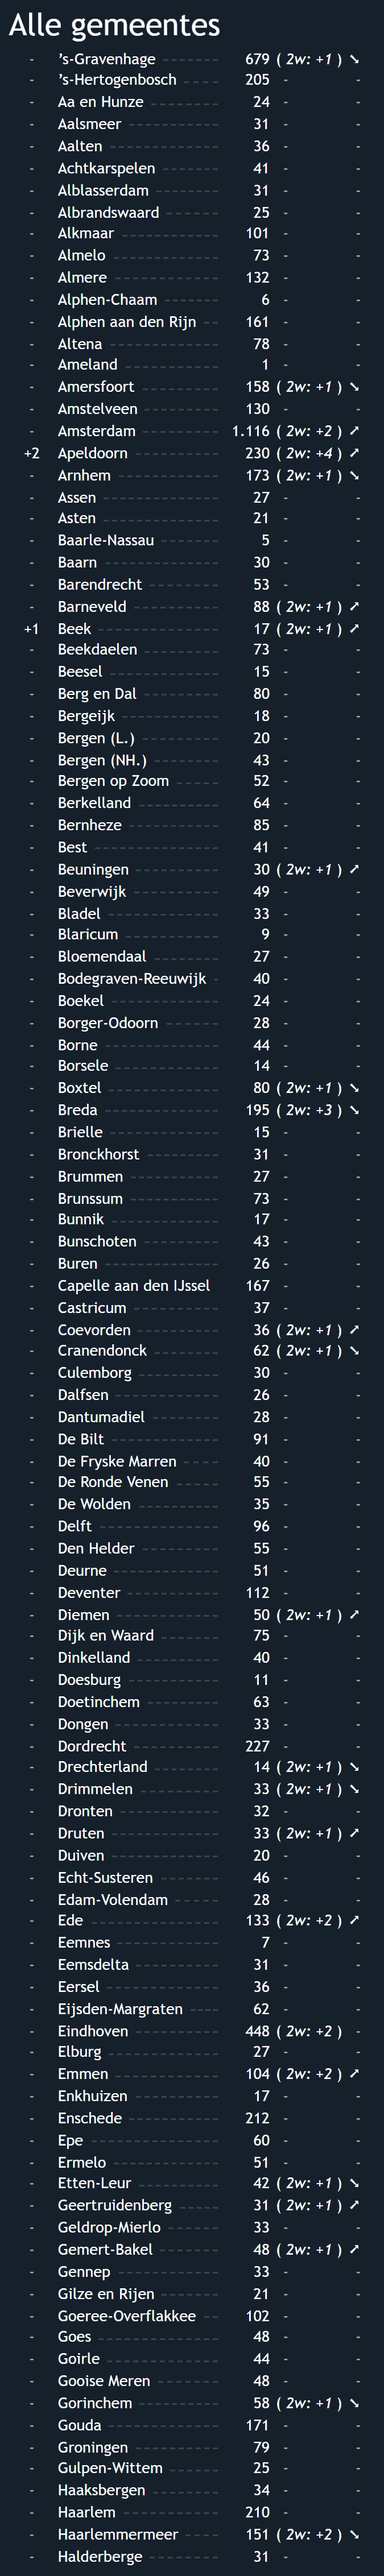 Alle gemeentes
- ’s-Gravenhage ------- 679 ( 2w: +1 ) ↘
- ’s-Hertogenbosch ---- 205 - -
- Aa en Hunze --------- 24 - -
- Aalsmeer ------------ 31 - -
- Aalten -------------- 36 - -
- Achtkarspelen ------- 41 - -
- Alblasserdam -------- 31 - -
- Albrandswaard ------- 25 - -
- Alkmaar ------------ 101 - -
- Almelo ------------- 73 - -
- Almere ------------- 132 - -
- Alphen-Chaam ------- 6 - -
- Alphen aan den Rijn -- 161 - -
- Altena ------------- 78 - -
- Ameland ------------ 1 - -
- Amersfoort --------- 158 ( 2w: +1 ) ↘
- Amstelveen --------- 130 - -
- Amsterdam ---------- 1.116 ( 2w: +2 ) ↗
+2 Apeldoorn ---------- 230 ( 2w: +4 ) ↗
- Arnhem ------------ 173 ( 2w: +1 ) ↘
- Assen -------------- 27 - -
- Asten -------------- 21 - -
- Baarle-Nassau ------- 5 - -
- Baarn -------------- 30 - -
- Barendrecht --------- 53 - -
- Barneveld ---------- 88 ( 2w: +1 ) ↗
+1 Beek --------------- 17 ( 2w: +1 ) ↗
- Beekdaelen --------- 73 - -
- Beesel ------------- 15 - -
- Berg en Dal --------- 80 - -
- Bergeijk ------------ 18 - -
- Bergen (L.) --------- 20 - -
- Bergen (NH.) -------- 43 - -
- Bergen op Zoom ----- 52 - -
- Berkelland ---------- 64 - -
- Bernheze ----------- 85 - -
- Best --------------- 41 - -
- Beuningen ---------- 30 ( 2w: +1 ) ↗
- Beverwijk ---------- 49 - -
- Bladel ------------- 33 - -
- Blaricum ----------- 9 - -
- Bloemendaal -------- 27 - -
- Bodegraven-Reeuwijk - 40 - -
- Boekel ------------- 24 - -
- Borger-Odoorn ------ 28 - -
- Borne -------------- 44 - -
- Borsele ------------ 14 - -
- Boxtel ------------- 80 ( 2w: +1 ) ↘
- Breda -------------- 195 ( 2w: +3 ) ↘
- Brielle ------------ 15 - -
- Bronckhorst --------- 31 - -
- Brummen ----------- 27 - -
- Brunssum ----------- 73 - -
- Bunnik ------------- 17 - -
- Bunschoten --------- 43 - -
- Buren -------------- 26 - -
- Capelle aan den IJssel 167 - -
- Castricum ---------- 37 - -
- Coevorden ---------- 36 ( 2w: +1 ) ↗
- Cranendonck -------- 62 ( 2w: +1 ) ↘
- Culemborg ---------- 30 - -
- Dalfsen ------------ 26 - -
- Dantumadiel -------- 28 - -
- De Bilt ------------ 91 - -
- De Fryske Marren ---- 40 - -
- De Ronde Venen ----- 55 - -
- De Wolden ---------- 35 - -
- Delft -------------- 96 - -
- Den Helder --------- 55 - -
- Deurne ------------- 51 - -
- Deventer ----------- 112 - -
- Diemen ------------- 50 ( 2w: +1 ) ↗
- Dijk en Waard ------- 75 - -
- Dinkelland ---------- 40 - -
- Doesburg ----------- 11 - -
- Doetinchem --------- 63 - -
- Dongen ------------ 33 - -
- Dordrecht ---------- 227 - -
- Drechterland -------- 14 ( 2w: +1 ) ↘
- Drimmelen ---------- 33 ( 2w: +1 ) ↘
- Dronten ------------ 32 - -
- Druten ------------- 33 ( 2w: +1 ) ↗
- Duiven ------------- 20 - -
- Echt-Susteren ------- 46 - -
- Edam-Volendam ----- 28 - -
- Ede ---------------- 133 ( 2w: +2 ) ↗
- Eemnes ------------ 7 - -
- Eemsdelta ---------- 31 - -
- Eersel ------------- 36 - -
- Eijsden-Margraten ---- 62 - -
- Eindhoven ---------- 448 ( 2w: +2 ) -
- Elburg ------------- 27 - -
- Emmen ------------ 104 ( 2w: +2 ) ↗
- Enkhuizen ---------- 17 - -
- Enschede ----------- 212 - -
- Epe ---------------- 60 - -
- Ermelo ------------- 51 - -
- Etten-Leur ---------- 42 ( 2w: +1 ) ↘
- Geertruidenberg ----- 31 ( 2w: +1 ) ↗
- Geldrop-Mierlo ------ 33 - -
- Gemert-Bakel ------- 48 ( 2w: +1 ) ↗
- Gennep ------------ 33 - -
- Gilze en Rijen ------- 21 - -
- Goeree-Overflakkee -- 102 - -
- Goes --------------- 48 - -
- Goirle ------------- 44 - -
- Gooise Meren ------- 48 - -
- Gorinchem ---------- 58 ( 2w: +1 ) ↘
- Gouda ------------- 171 - -
- Groningen ---------- 79 - -
- Gulpen-Wittem ------ 25 - -
- Haaksbergen -------- 34 - -
- Haarlem ------------ 210 - -
- Haarlemmermeer ---- 151 ( 2w: +2 ) ↘
- Halderberge -------- 31 - -